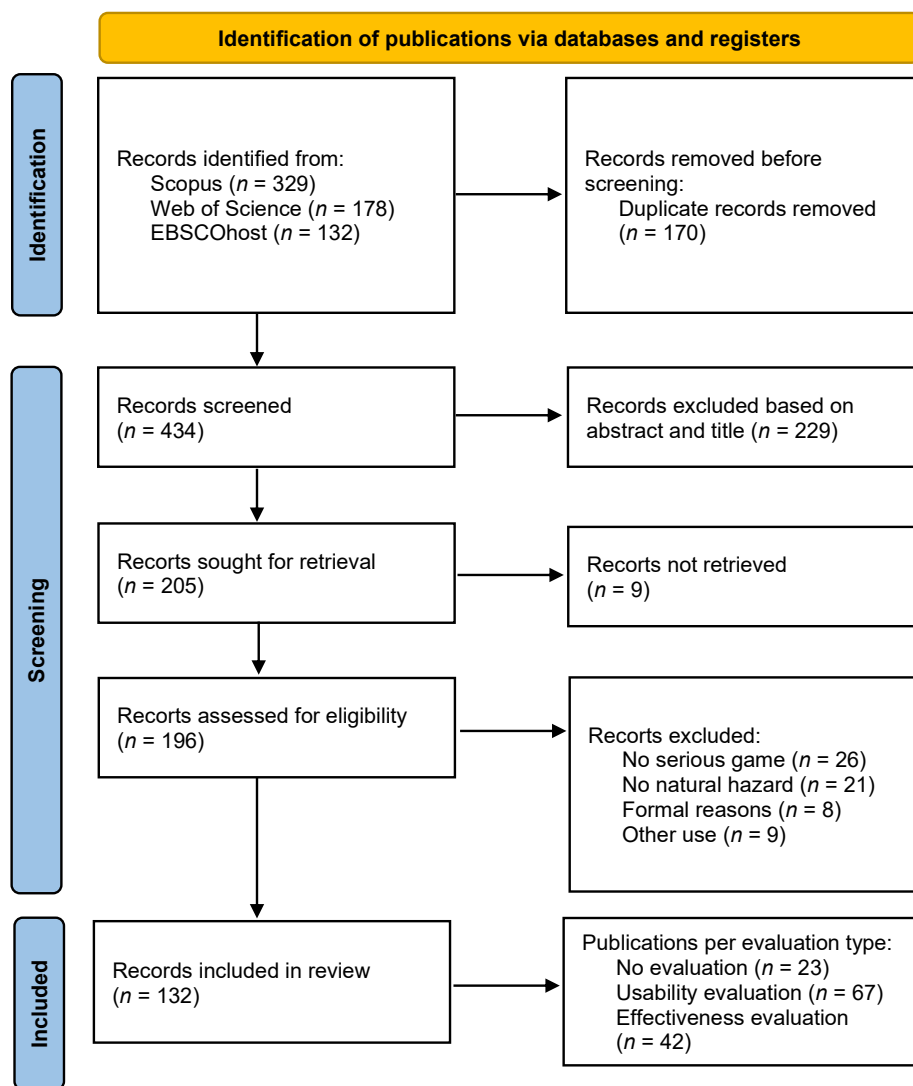 Identification of publications via databases and registers
Identification
Records identified from:
Scopus (n = 329)
Web of Science (n = 178)
EBSCOhost (n = 132)
Records removed before
screening:
Duplicate records removed
(n = 170)
Screening
Records screened
(n = 434)
Records excluded based on
abstract and title (n = 229)
Recorts sought for retrieval
(n = 205)
Recorts not retrieved
(n = 9)
Recorts assessed for eligibility
(n = 196)
Recorts excluded:
No serious game (n = 26)
No natural hazard (n = 21)
Formal reasons (n = 8)
Other use (n = 9)
Included
Records included in review
(n = 132)
Publications per evaluation type:
No evaluation (n = 23)
Usability evaluation (n = 67)
Effectiveness evaluation
(n = 42)